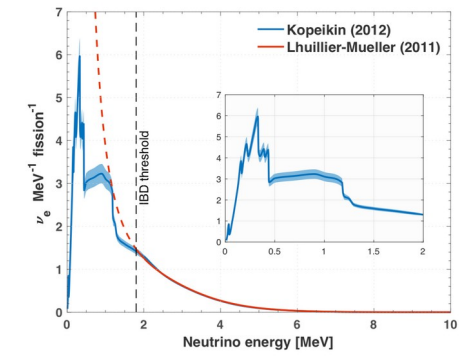 Kopeikin (2012)
Lhuillier-Mueller (2011)
ν̅e MeV-1 fission-1
7
6
5
4
3
2
1
0
IBD threshold
7
6
5
4
3
2
1
0
0 0.5 1 1.5 2
0 2 4 6 8 10
Neutrino energy [MeV]